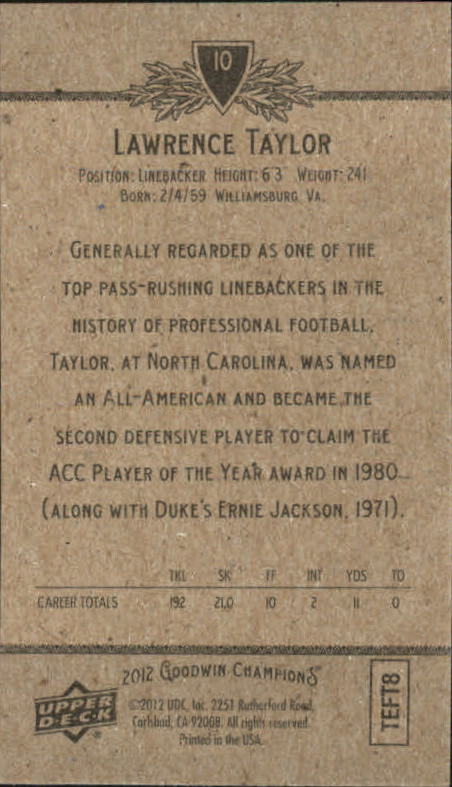 10
LAWRENCE TAYLOR
POSITION: LINEBACKER HEIGHT: 6 3 WEIGHT: 241
BORN: 2/4/59 WILLIAMSBURG VA.
GENERALLY REGARDED AS ONE OF THE
TOP PASS-RUSHING LINEBACKERS IN THE
HISTORY OF PROFESSIONAL FOOTBALL,
TAYLOR, AT NORTH CAROLINA, WAS NAMED
AN ALL-AMERICAN AND BECAME THE
SECOND DEFENSIVE PLAYER TO CLAIM THE
ACC PLAYER OF THE YEAR AWARD IN 1980
(ALONG WITH DUKE'S ERNIE JACKSON, 1971).
TKL SK FF INT YDS TD
CAREER TOTALS 192 21.0 10 2 11 0
2012 GOODWIN CHAMPIONS
UPPER
D·E·C·K
©2012 UDC, Inc. 2251 Rutherford Road,
Carlsbad, CA 92008. All rights reserved.
Printed in the USA.
TEFT8